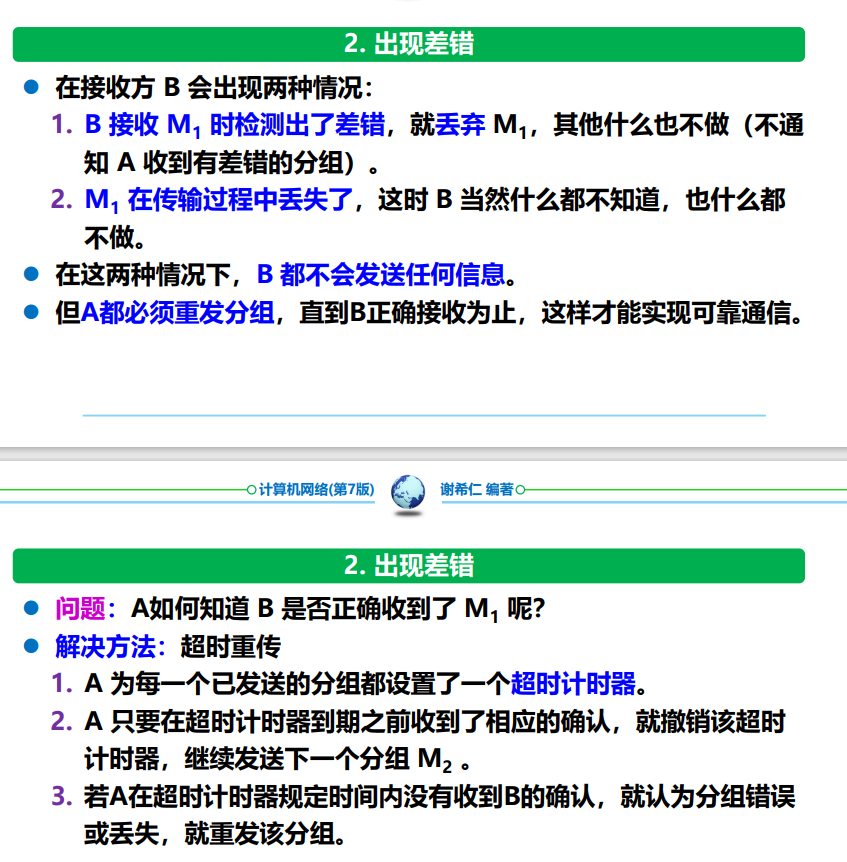 2. 出现差错
● 在接收方 B 会出现两种情况：
1. B 接收 M₁ 时检测出了差错，就丢弃 M₁，其他什么也不做（不通
知 A 收到有差错的分组）。
2. M₁ 在传输过程中丢失了，这时 B 当然什么都不知道，也什么都
不做。
● 在这两种情况下，B 都不会发送任何信息。
● 但A都必须重发分组，直到B正确接收为止，这样才能实现可靠通信。
计算机网络(第7版) 谢希仁 编著
2. 出现差错
● 问题：A如何知道 B 是否正确收到了 M₁ 呢？
● 解决方法：超时重传
1. A 为每一个已发送的分组都设置了一个超时计时器。
2. A 只要在超时计时器到期之前收到了相应的确认，就撤销该超时
计时器，继续发送下一个分组 M₂ 。
3. 若A在超时计时器规定时间内没有收到B的确认，就认为分组错误
或丢失，就重发该分组。